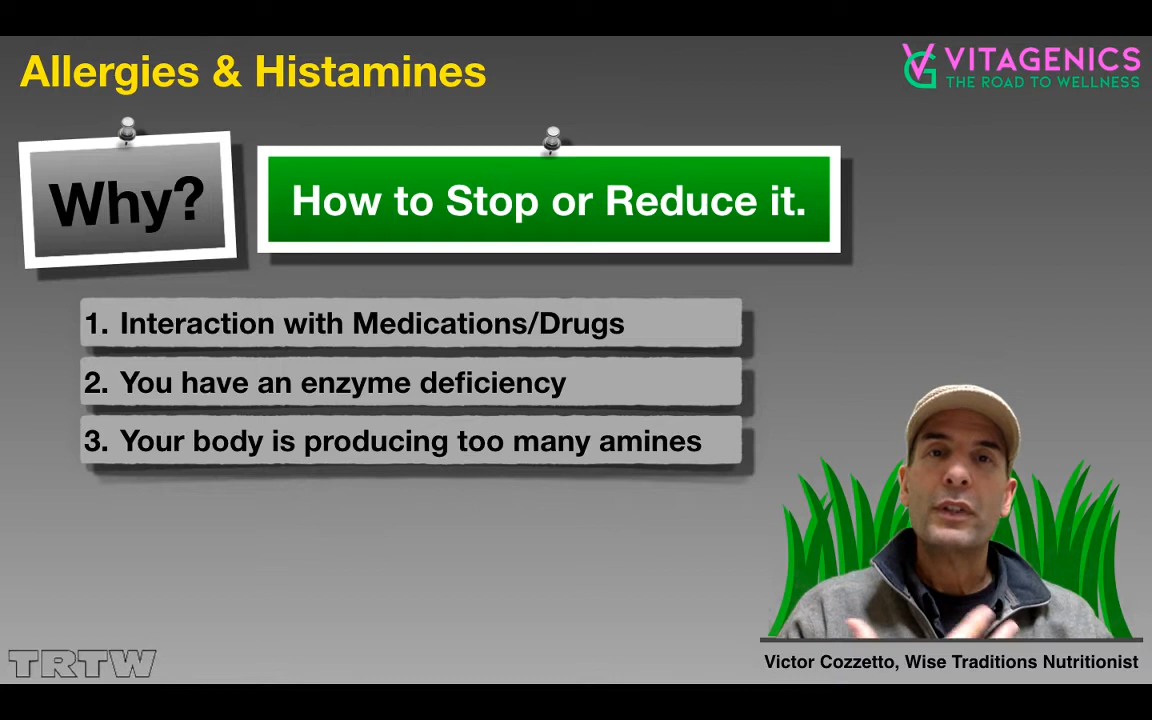 Allergies & Histamines
VITAGENICS
THE ROAD TO WELLNESS
Why?
How to Stop or Reduce it.
1. Interaction with Medications/Drugs
2. You have an enzyme deficiency
3. Your body is producing too many amines
TRTW
Victor Cozzetto, Wise Traditions Nutritionist